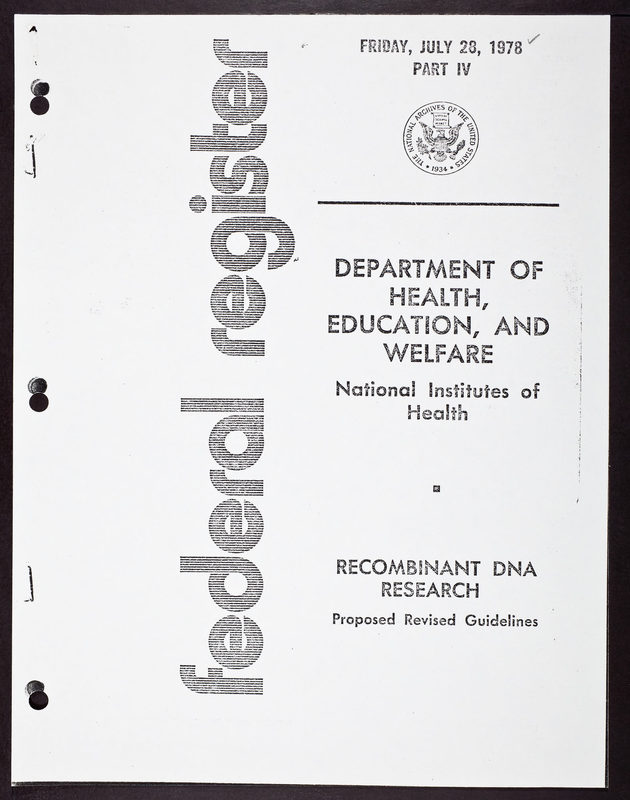 federal register
FRIDAY, JULY 28, 1978
PART IV
THE NATIONAL ARCHIVES OF THE UNITED STATES
• 1934 •
DEPARTMENT OF
HEALTH,
EDUCATION, AND
WELFARE
National Institutes of
Health
RECOMBINANT DNA
RESEARCH
Proposed Revised Guidelines